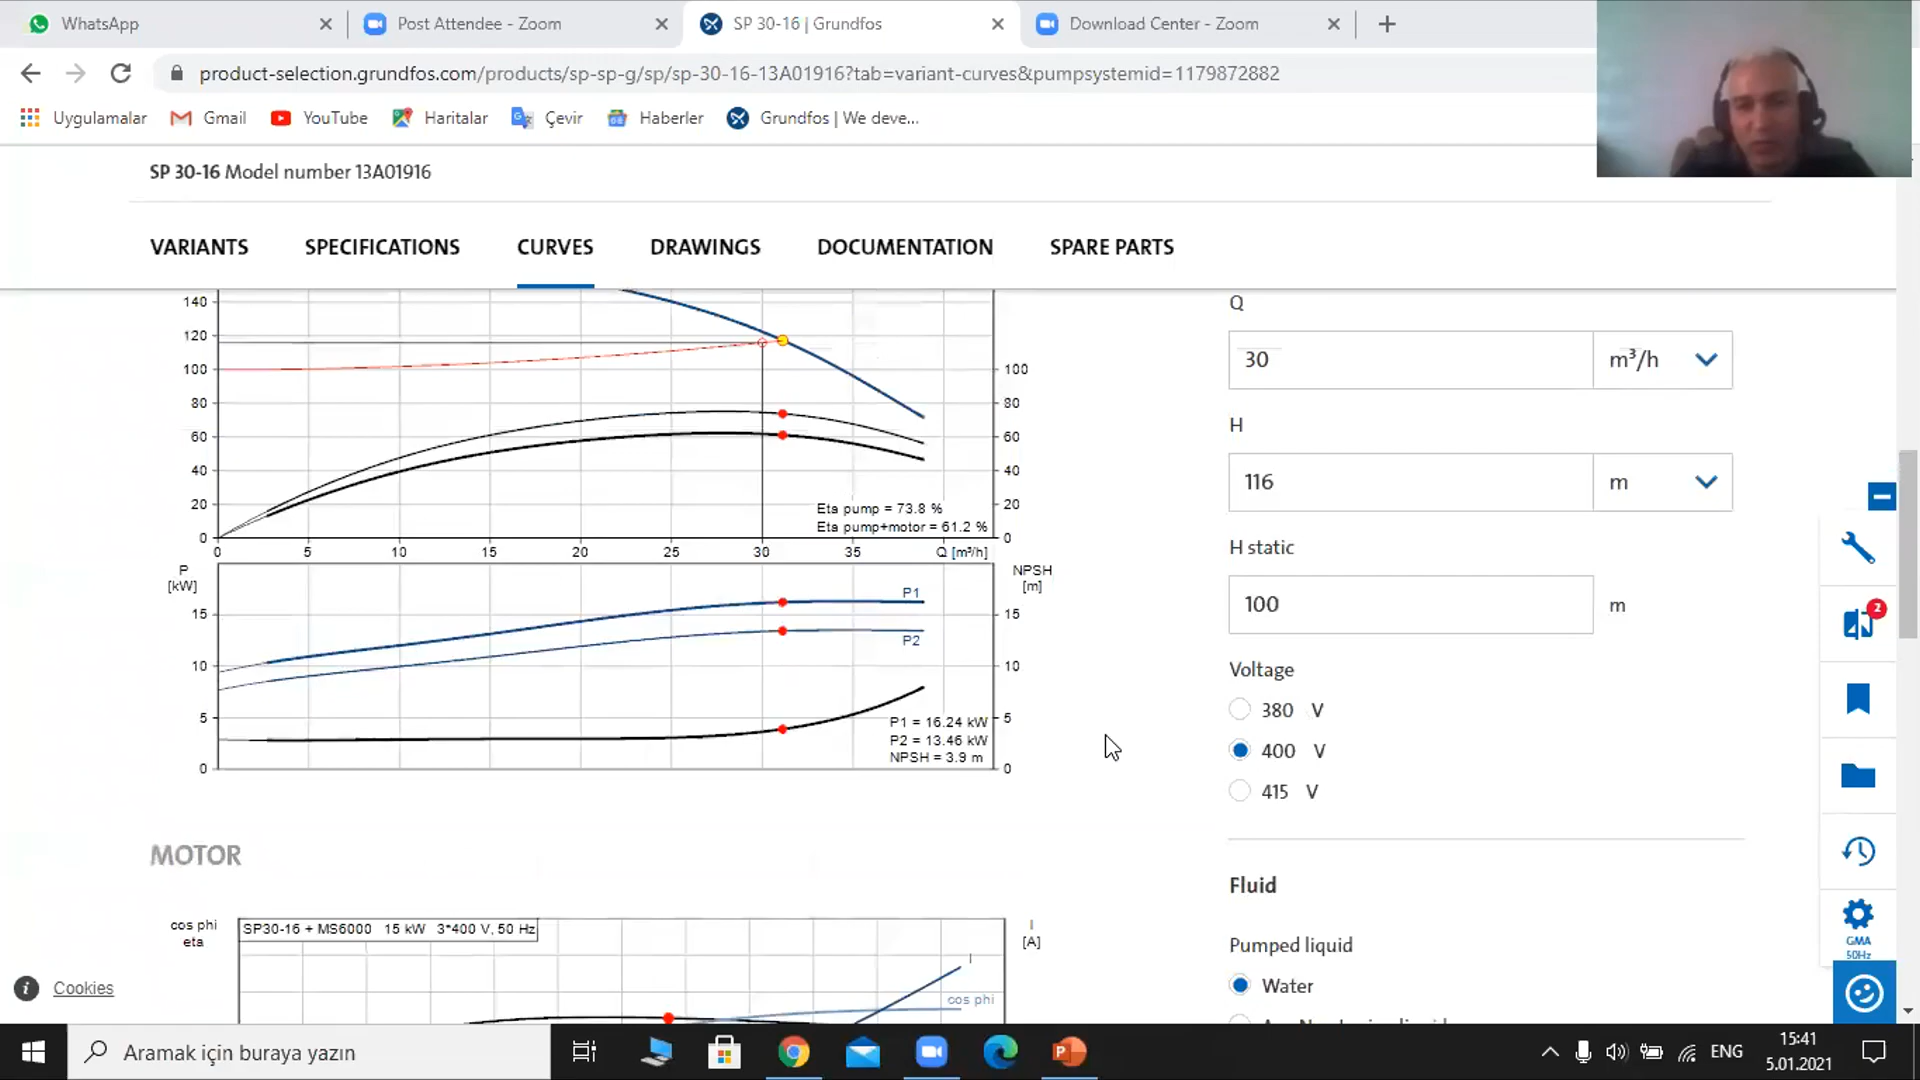 WhatsApp
Post Attendee - Zoom
SP 30-16 | Grundfos
Download Center - Zoom
product-selection.grundfos.com/products/sp-sp-g/sp/sp-30-16-13A01916?tab=variant-curves&pumpsystemid=1179872882
Uygulamalar
Gmail
YouTube
Haritalar
Çevir
Haberler
Grundfos | We deve...
SP 30-16 Model number 13A01916
VARIANTS
SPECIFICATIONS
CURVES
DRAWINGS
DOCUMENTATION
SPARE PARTS
140
120
100
80
60
40
20
0
100
80
60
40
20
0
Eta pump = 73.8 %
Eta pump+motor = 61.2 %
0 5 10 15 20 25 30 35 Q [m³/h]
P
[kW]
NPSH
[m]
15
10
5
0
P1
P2
15
10
5
0
P1 = 16.24 kW
P2 = 13.46 kW
NPSH = 3.9 m
Q
30 m³/h
H
116 m
H static
100 m
Voltage
380 V
400 V
415 V
Fluid
Pumped liquid
Water
2
GMA
50Hz
MOTOR
cos phi
eta
SP30-16 + MS6000 15 kW 3*400 V, 50 Hz
I
[A]
I
cos phi
Cookies
Aramak için buraya yazın
ENG
15:41
5.01.2021